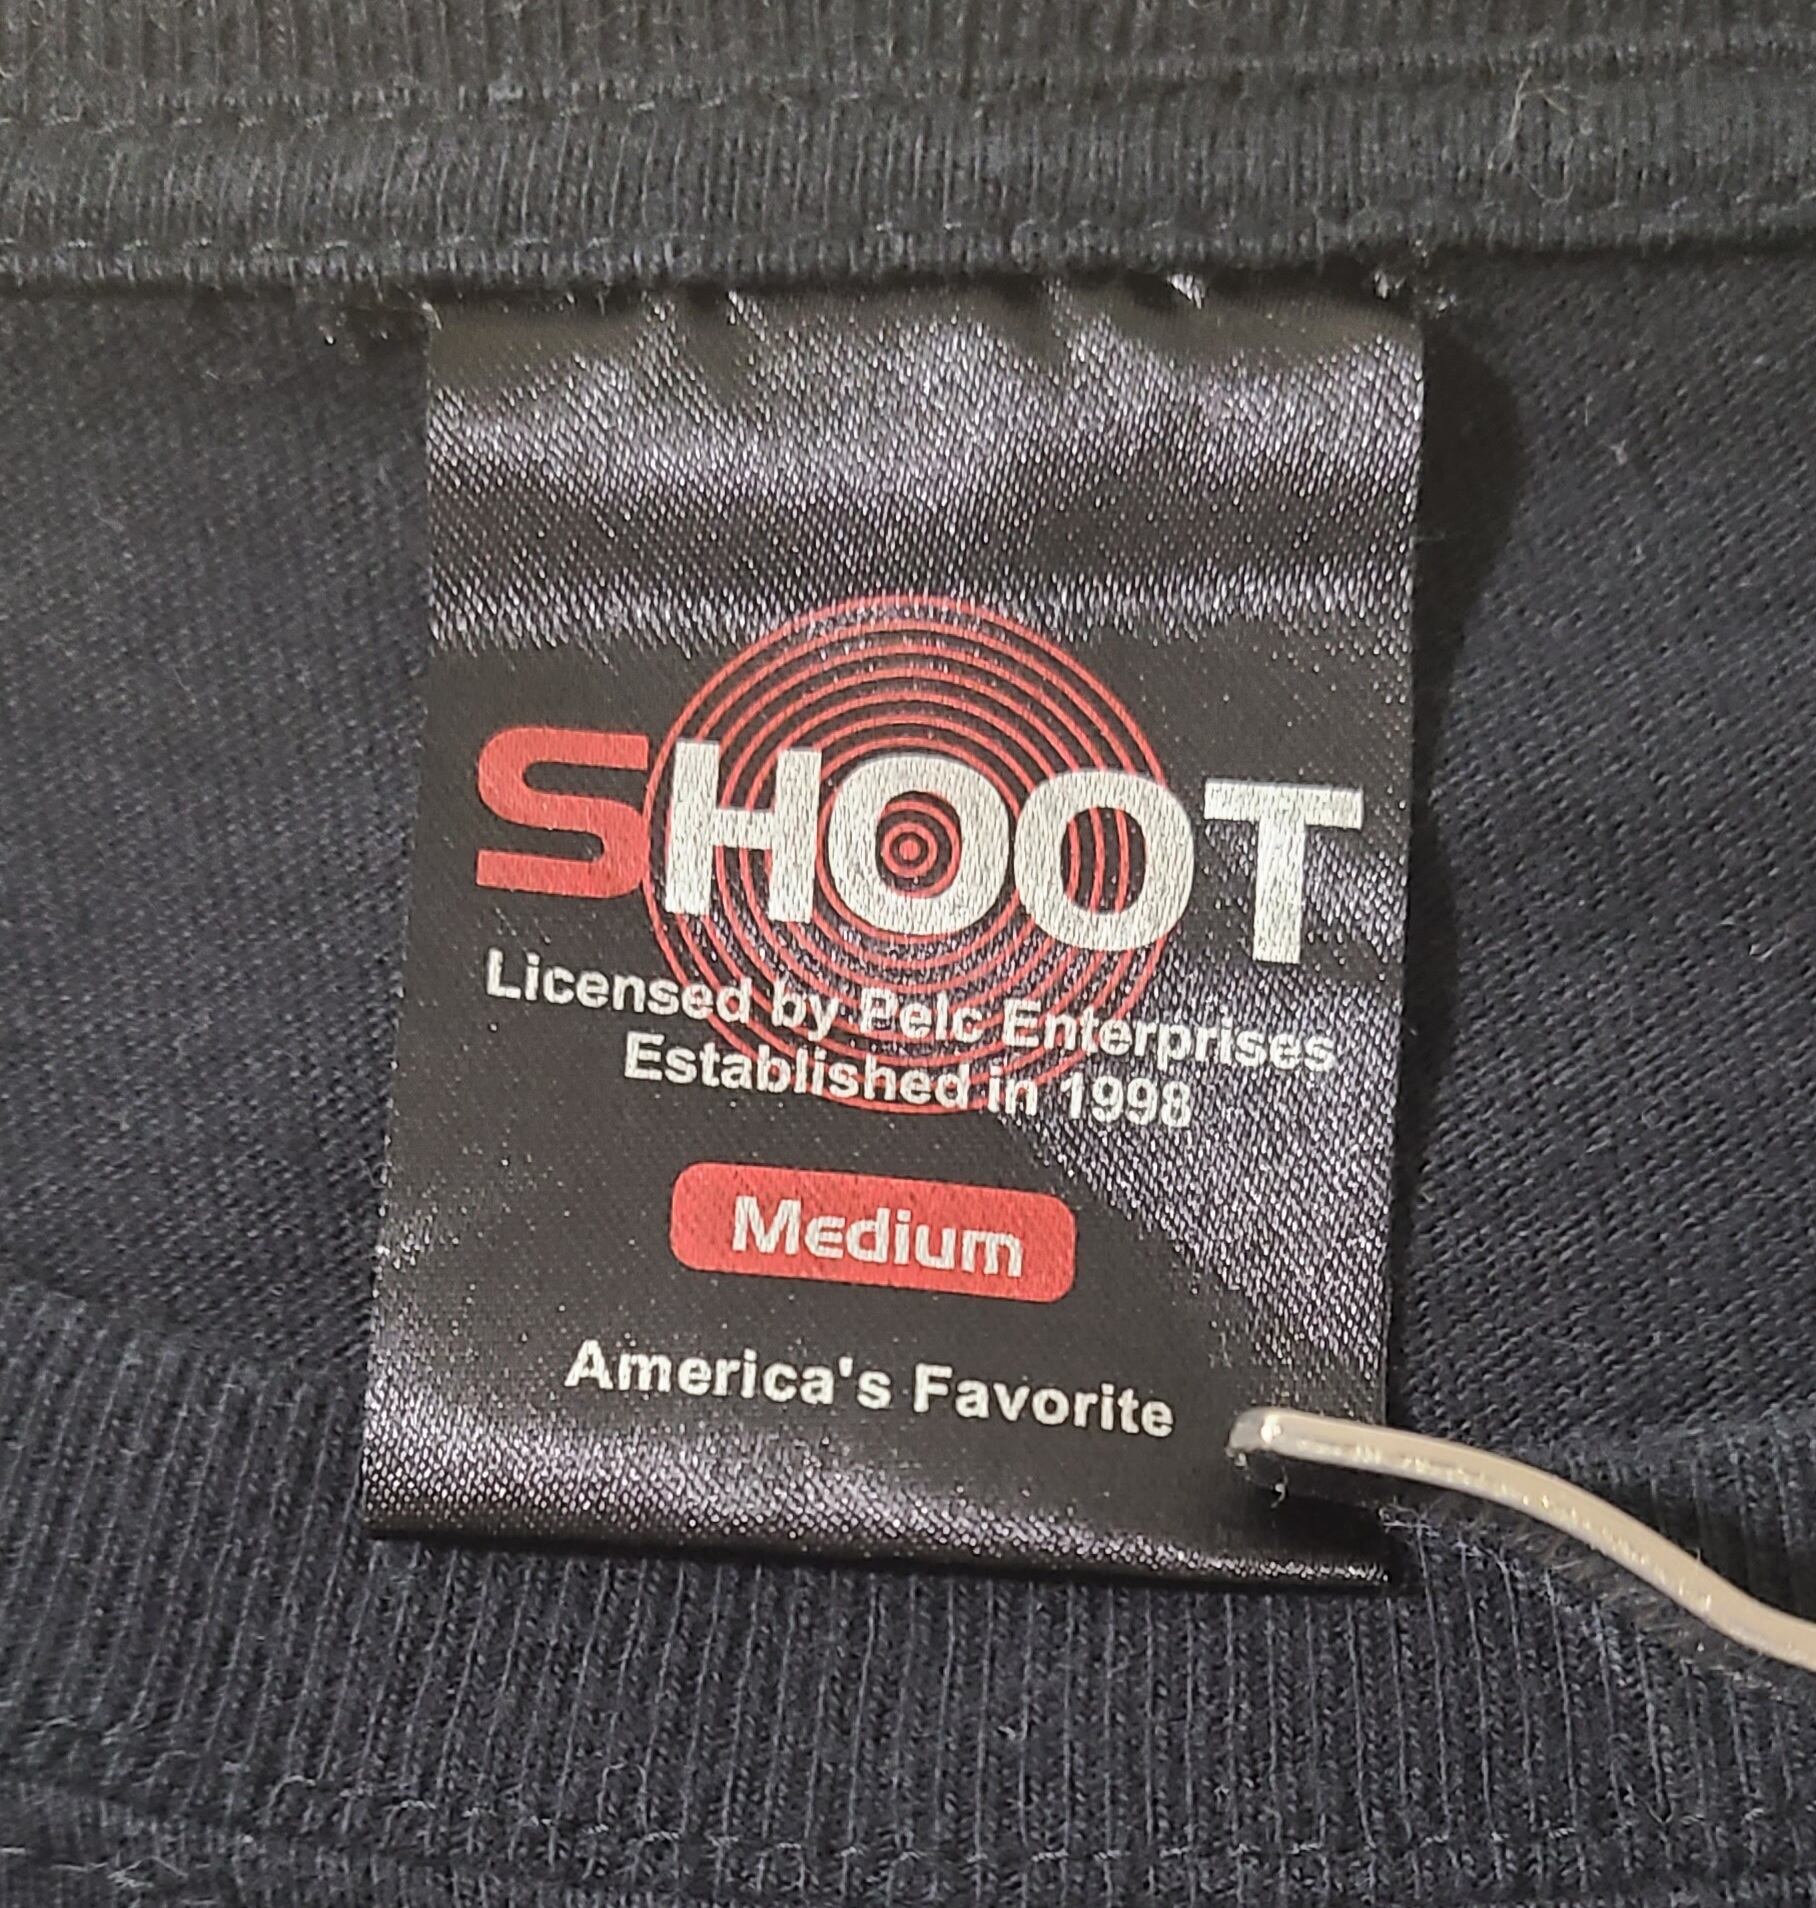 SHOOT
Licensed by Pelc Enterprises
Established in 1998
Medium
America's Favorite